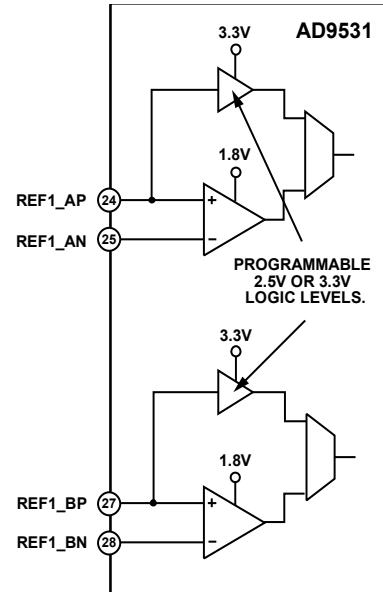 AD9531
3.3V
1.8V
REF1_AP 24
+
REF1_AN 25
–
PROGRAMMABLE
2.5V OR 3.3V
LOGIC LEVELS.
3.3V
1.8V
REF1_BP 27
+
REF1_BN 28
–